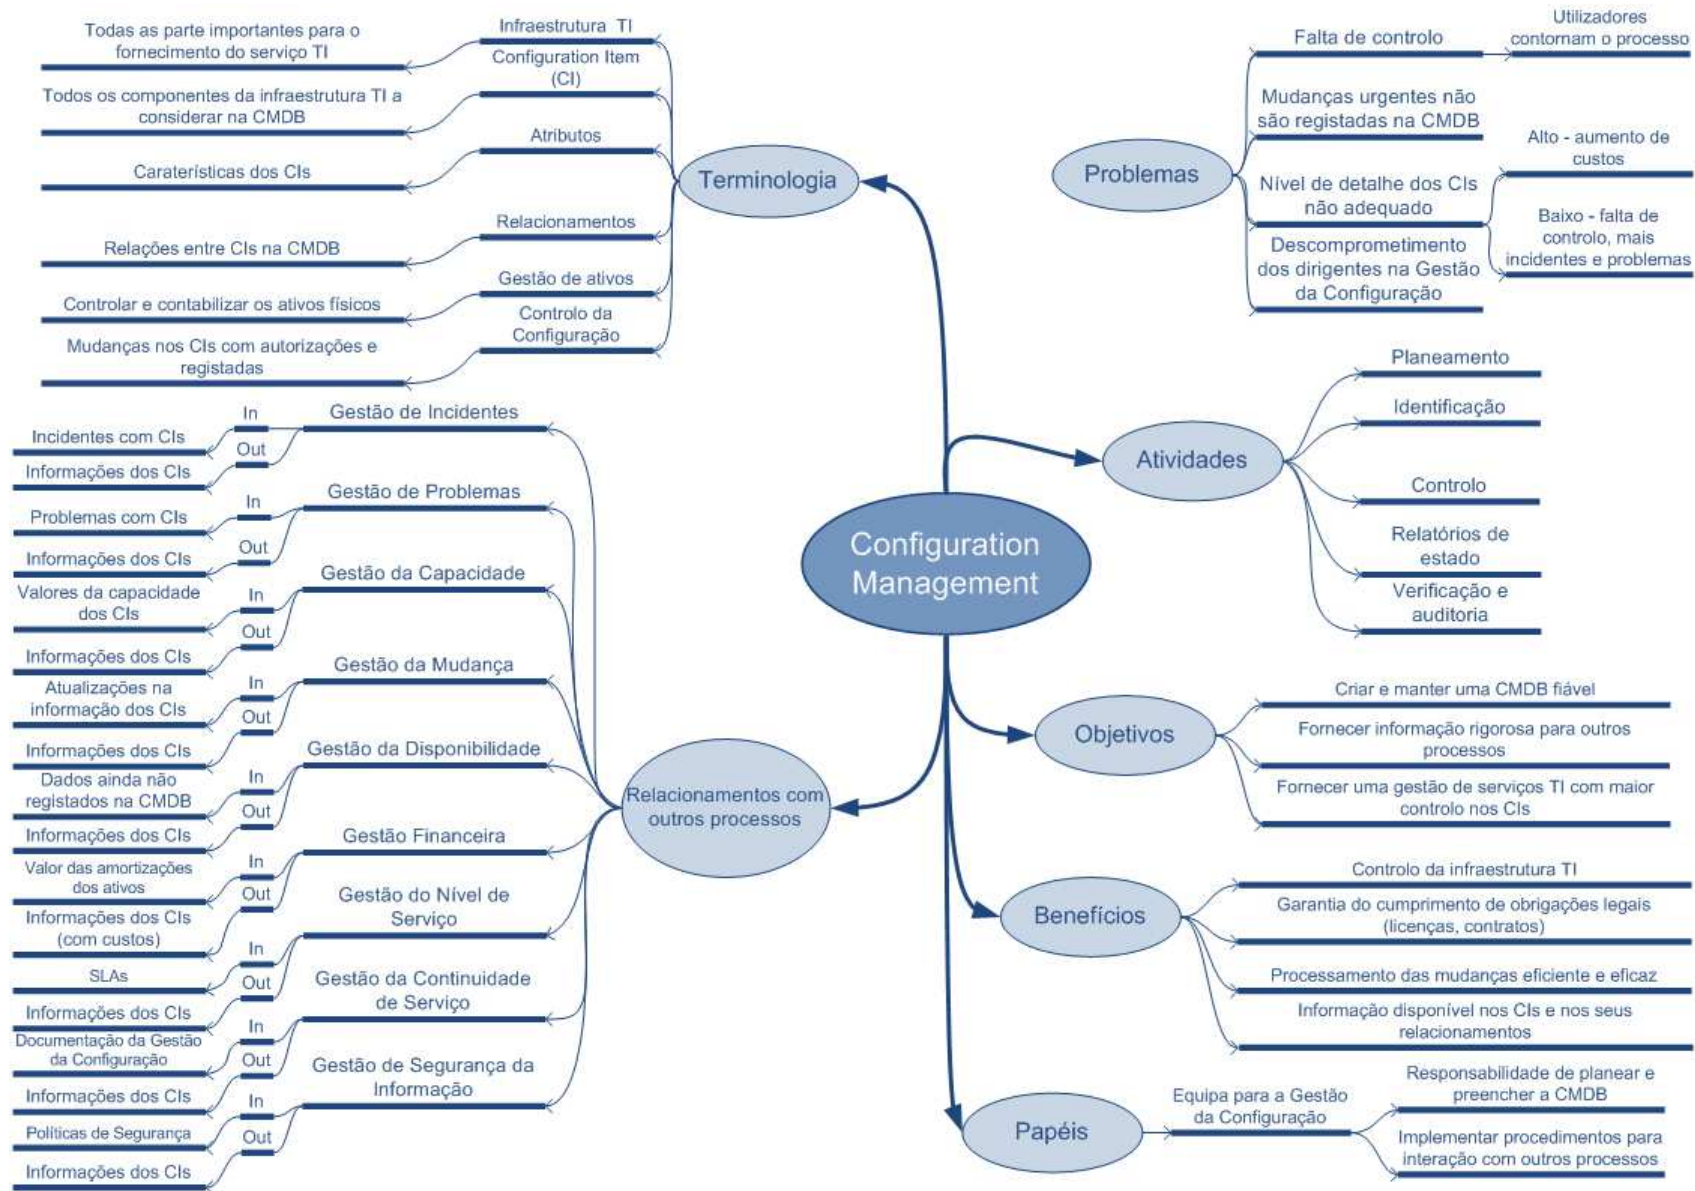 Configuration
Management
Terminologia
Infraestrutura TI
Todas as parte importantes para o
fornecimento do serviço TI
Configuration Item
(CI)
Todos os componentes da infraestrutura TI a
considerar na CMDB
Atributos
Caraterísticas dos CIs
Relacionamentos
Relações entre CIs na CMDB
Gestão de ativos
Controlar e contabilizar os ativos físicos
Controlo da
Configuração
Mudanças nos CIs com autorizações e
registadas
Problemas
Falta de controlo
Utilizadores
contornam o processo
Mudanças urgentes não
são registadas na CMDB
Nível de detalhe dos CIs
não adequado
Alto - aumento de
custos
Baixo - falta de
controlo, mais
incidentes e problemas
Descomprometimento
dos dirigentes na Gestão
da Configuração
Atividades
Planeamento
Identificação
Controlo
Relatórios de
estado
Verificação e
auditoria
Objetivos
Criar e manter uma CMDB fiável
Fornecer informação rigorosa para outros
processos
Fornecer uma gestão de serviços TI com maior
controlo nos CIs
Benefícios
Controlo da infraestrutura TI
Garantia do cumprimento de obrigações legais
(licenças, contratos)
Processamento das mudanças eficiente e eficaz
Informação disponível nos CIs e nos seus
relacionamentos
Papéis
Equipa para a Gestão
da Configuração
Responsabilidade de planear e
preencher a CMDB
Implementar procedimentos para
interação com outros processos
Relacionamentos com
outros processos
Gestão de Incidentes
In
Incidentes com CIs
Out
Informações dos CIs
Gestão de Problemas
In
Problemas com CIs
Out
Informações dos CIs
Gestão da Capacidade
In
Valores da capacidade
dos CIs
Out
Informações dos CIs
Gestão da Mudança
In
Atualizações na
informação dos CIs
Out
Informações dos CIs
Gestão da Disponibilidade
In
Dados ainda não
registados na CMDB
Out
Informações dos CIs
Gestão Financeira
In
Valor das amortizações
dos ativos
Out
Informações dos CIs
(com custos)
Gestão do Nível de
Serviço
In
SLAs
Out
Informações dos CIs
Gestão da Continuidade
de Serviço
In
Documentação da Gestão
da Configuração
Out
Informações dos CIs
Gestão de Segurança da
Informação
In
Políticas de Segurança
Out
Informações dos CIs